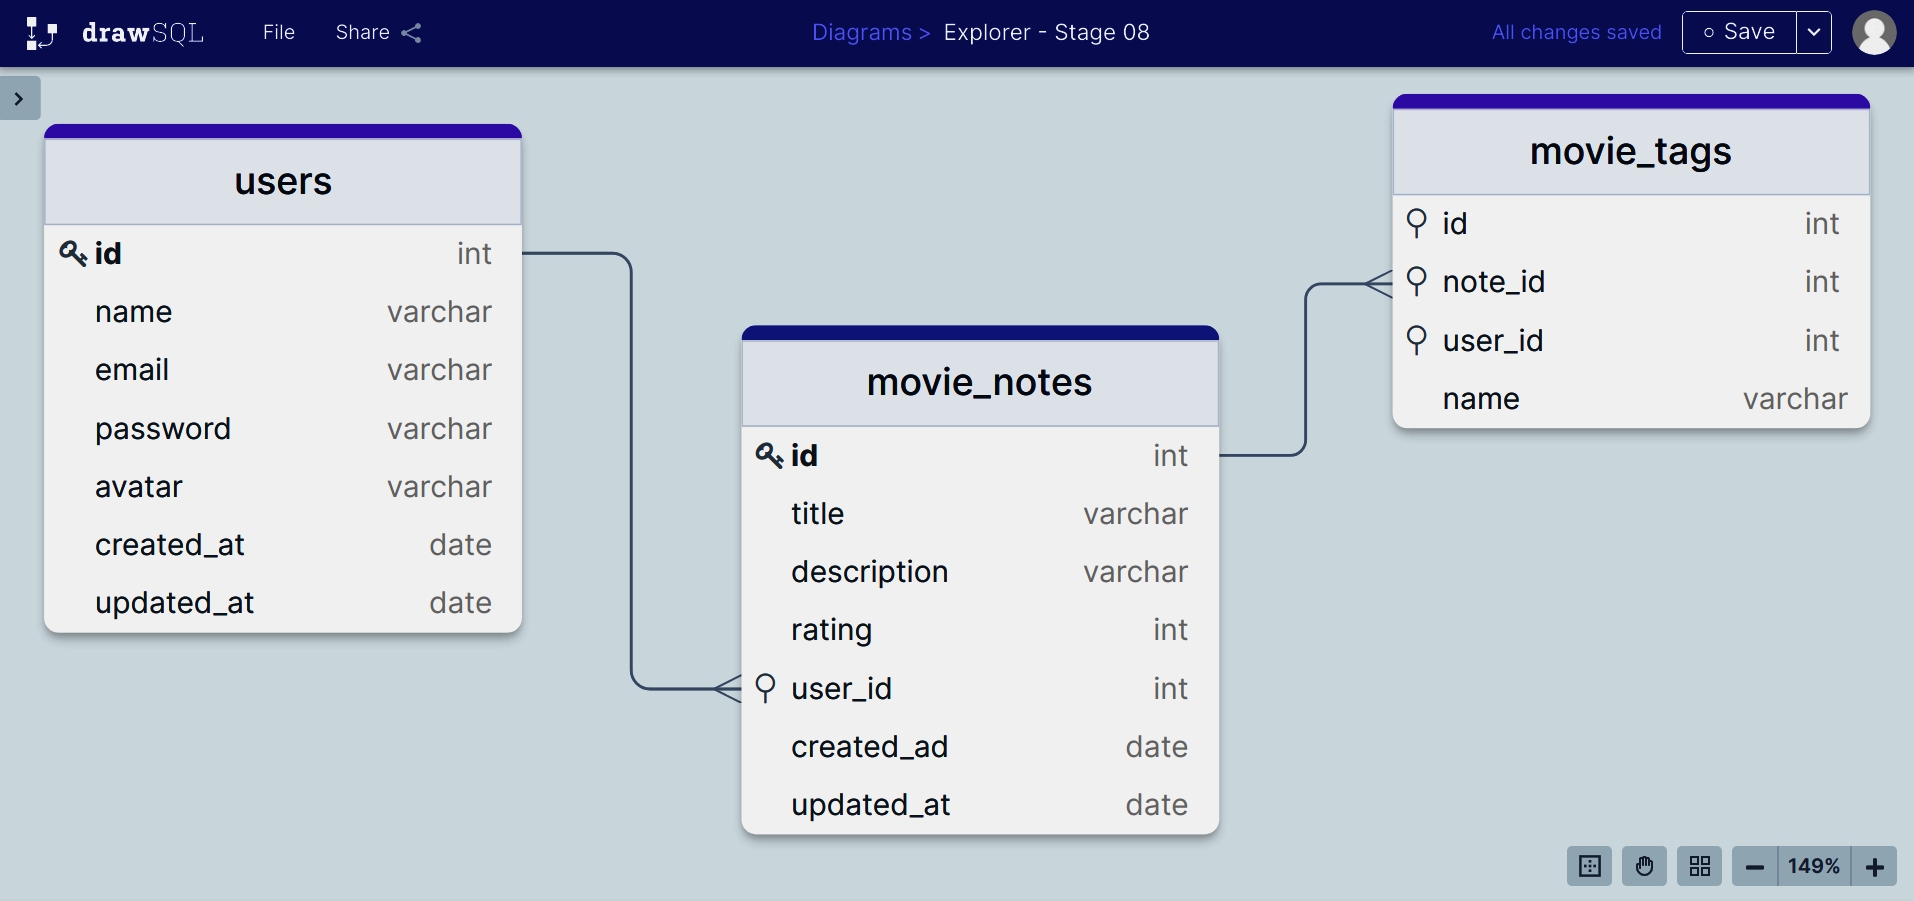 drawSQL File Share Diagrams > Explorer - Stage 08 All changes saved Save
users
id int
name varchar
email varchar
password varchar
avatar varchar
created_at date
updated_at date
movie_notes
id int
title varchar
description varchar
rating int
user_id int
created_ad date
updated_at date
movie_tags
id int
note_id int
user_id int
name varchar
149%